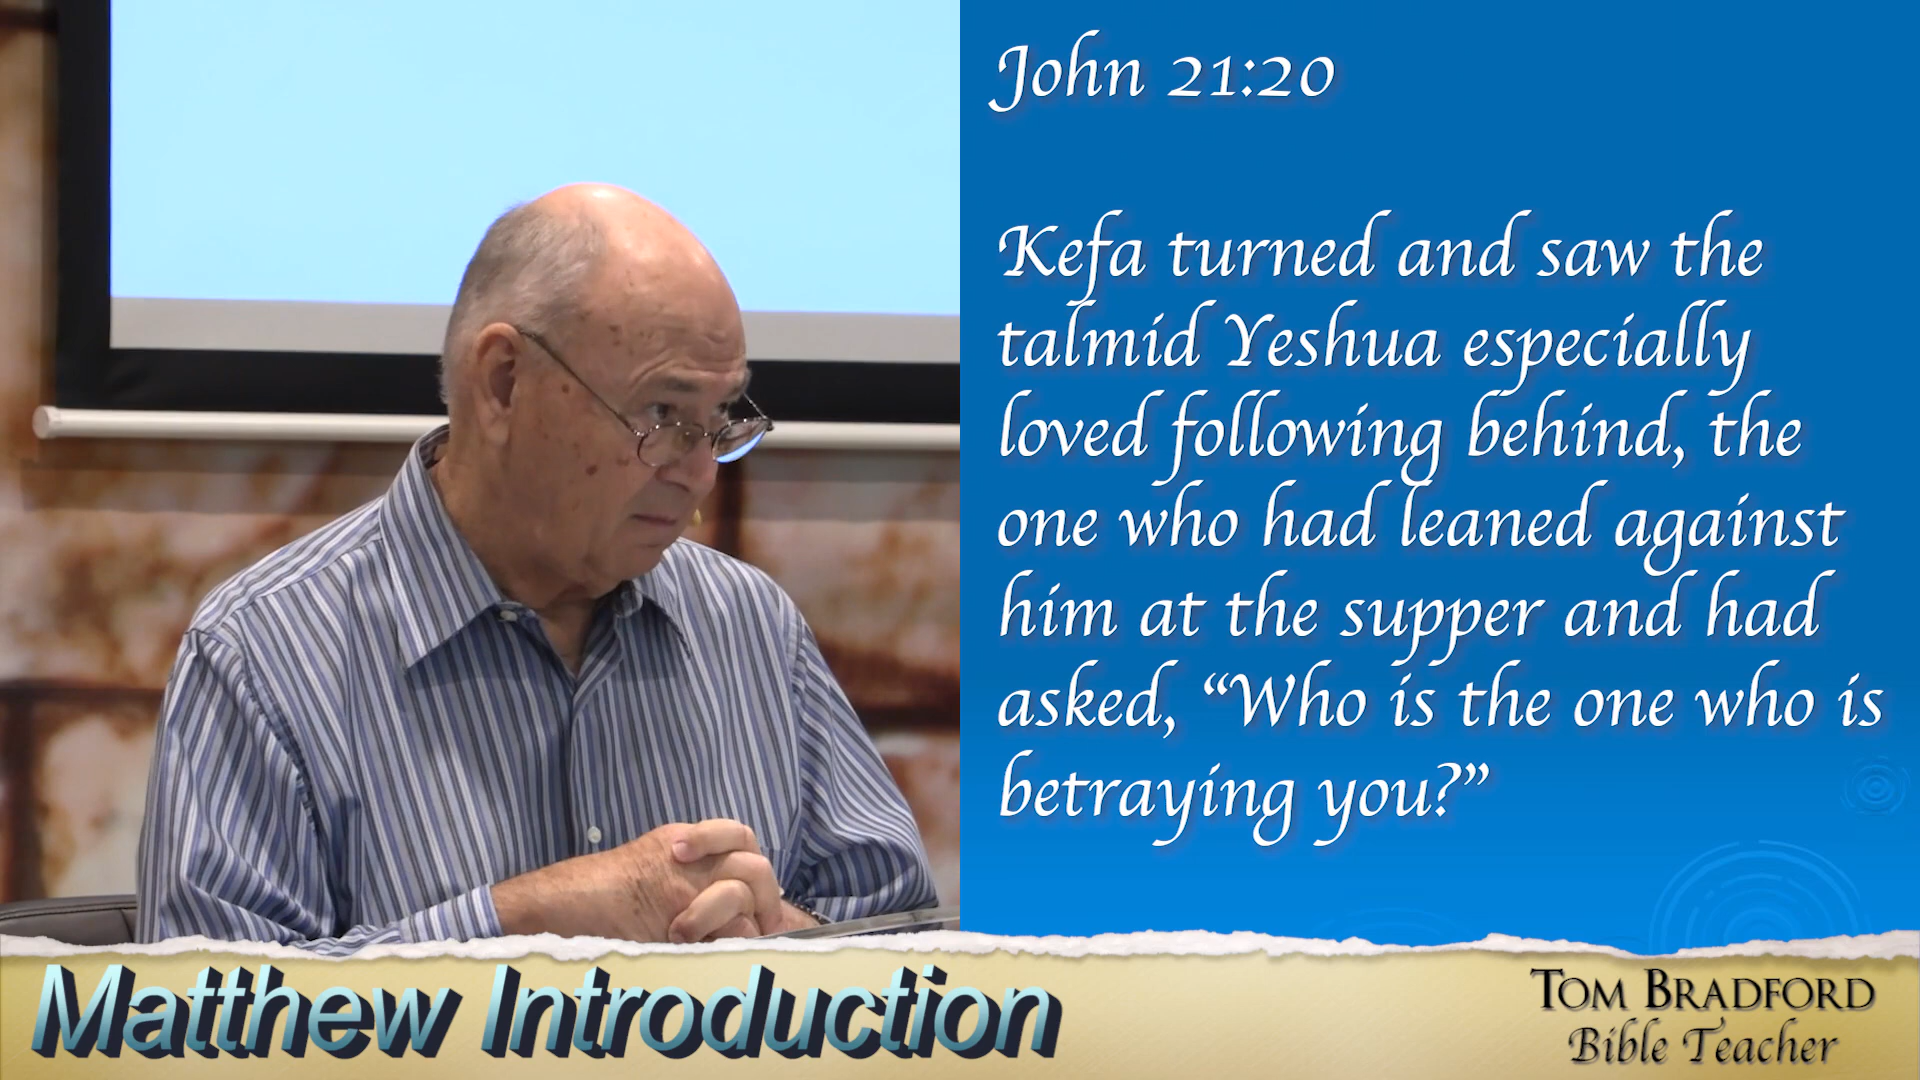 John 21:20
Kefa turned and saw the
talmid Yeshua especially
loved following behind, the
one who had leaned against
him at the supper and had
asked, “Who is the one who is
betraying you?”
Matthew Introduction
Tom Bradford
Bible Teacher